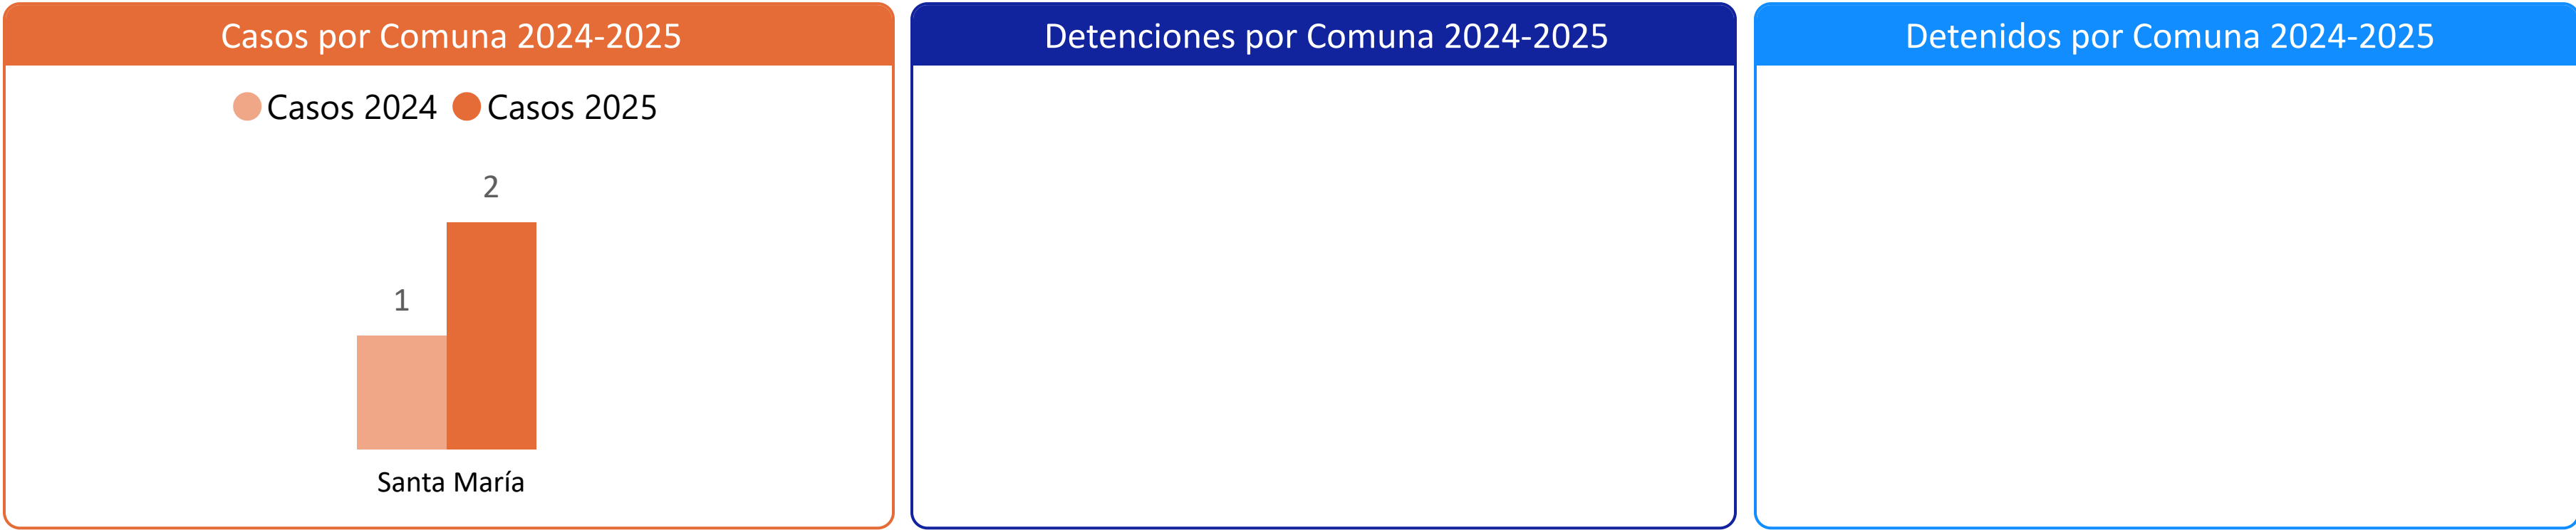 Casos por Comuna 2024-2025
Casos 2024 Casos 2025
2
1
Santa María
Detenciones por Comuna 2024-2025
Detenidos por Comuna 2024-2025